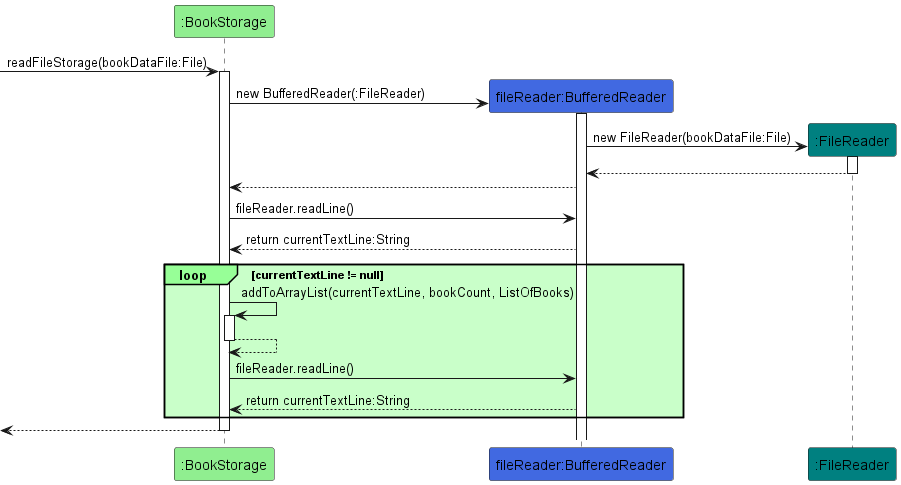 :BookStorage
readFileStorage(bookDataFile:File)
new BufferedReader(:FileReader)
fileReader:BufferedReader
new FileReader(bookDataFile:File)
:FileReader
fileReader.readLine()
return currentTextLine:String
loop
[currentTextLine != null]
addToArrayList(currentTextLine, bookCount, ListOfBooks)
fileReader.readLine()
return currentTextLine:String
:BookStorage
fileReader:BufferedReader
:FileReader